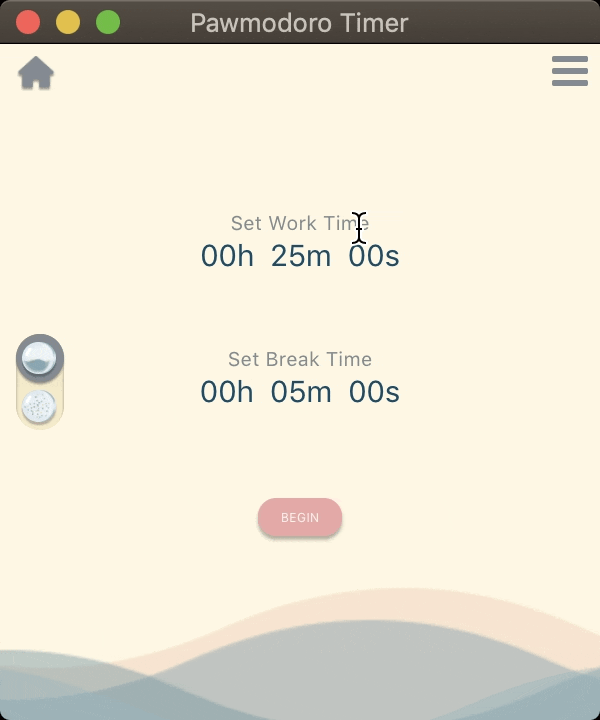 Pawmodoro Timer
Set Work Time
00h 25m 00s
Set Break Time
00h 05m 00s
BEGIN